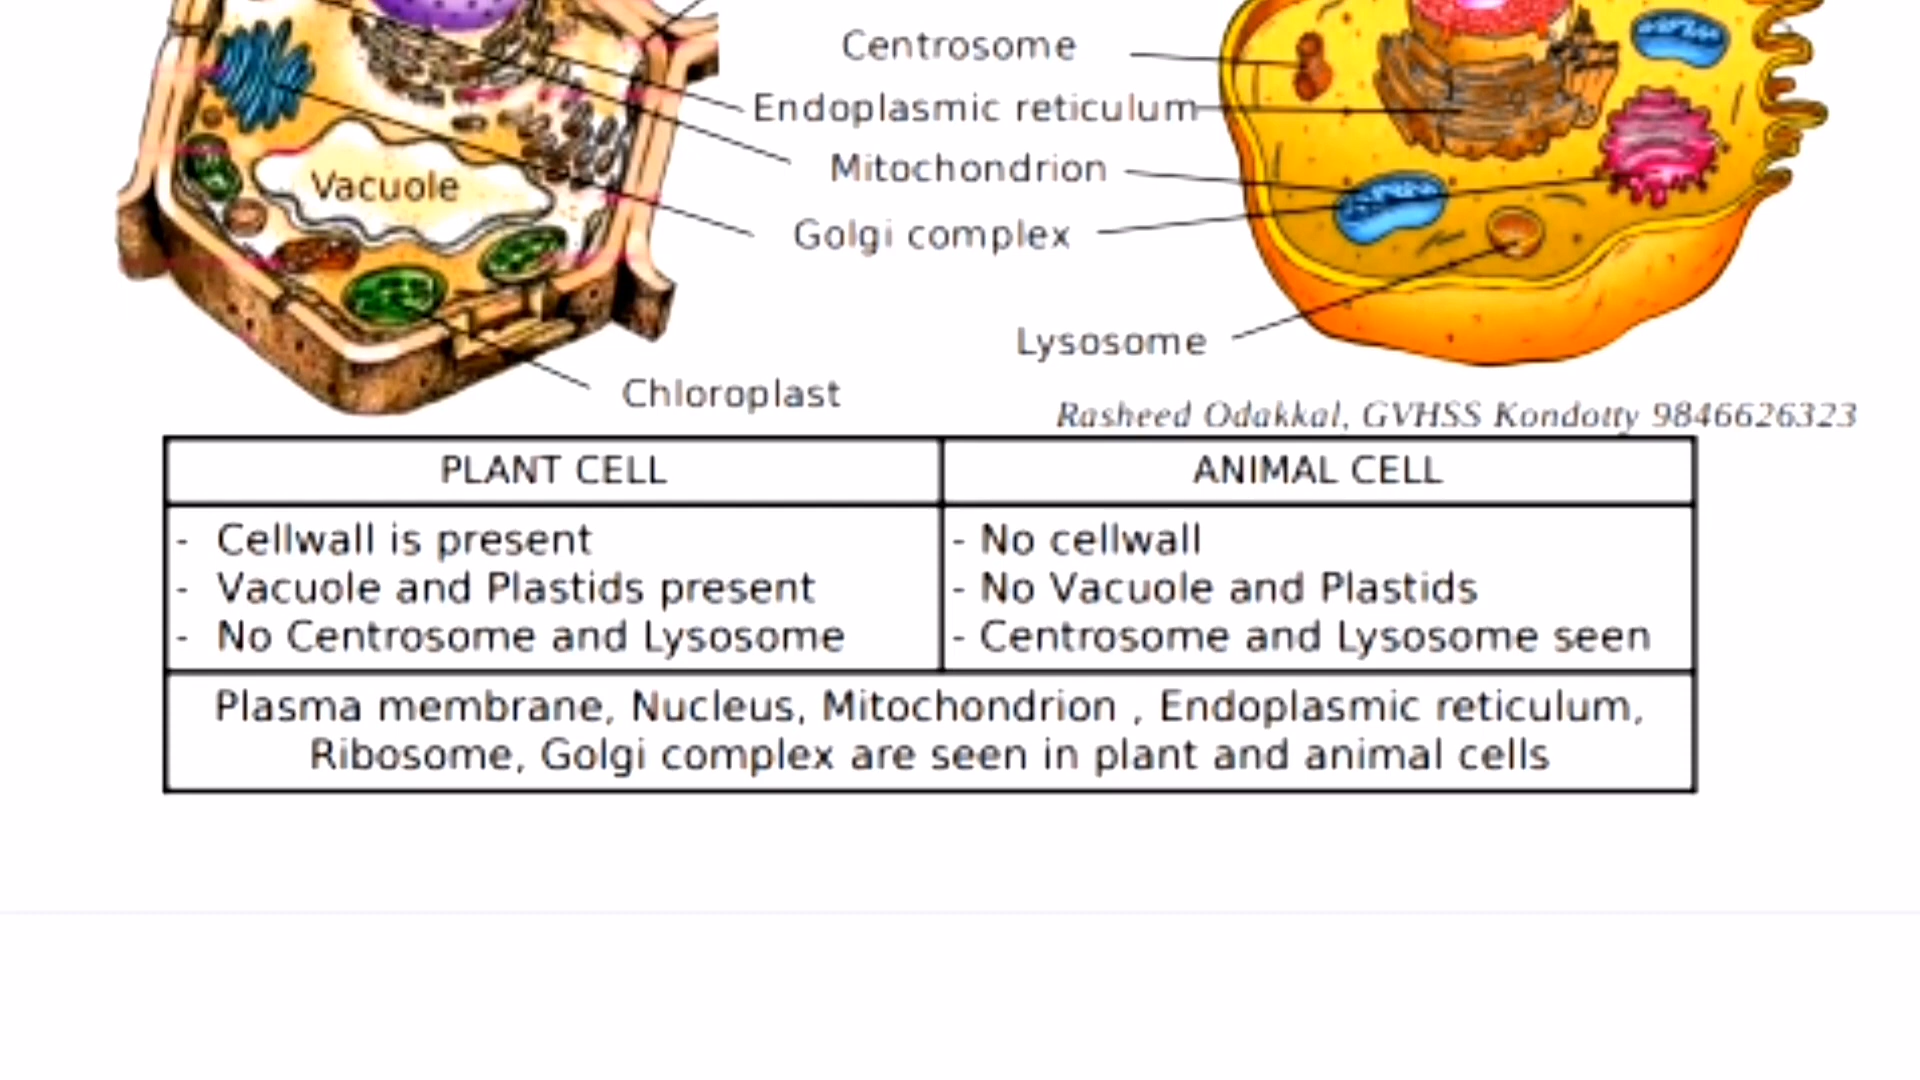 Centrosome
Endoplasmic reticulum
Mitochondrion
Vacuole
Golgi complex
Lysosome
Chloroplast
Rasheed Odakkal, GVHSS Kondotty 9846626323
PLANT CELL
ANIMAL CELL
- Cellwall is present
- Vacuole and Plastids present
- No Centrosome and Lysosome
- No cellwall
- No Vacuole and Plastids
- Centrosome and Lysosome seen
Plasma membrane, Nucleus, Mitochondrion , Endoplasmic reticulum,
Ribosome, Golgi complex are seen in plant and animal cells